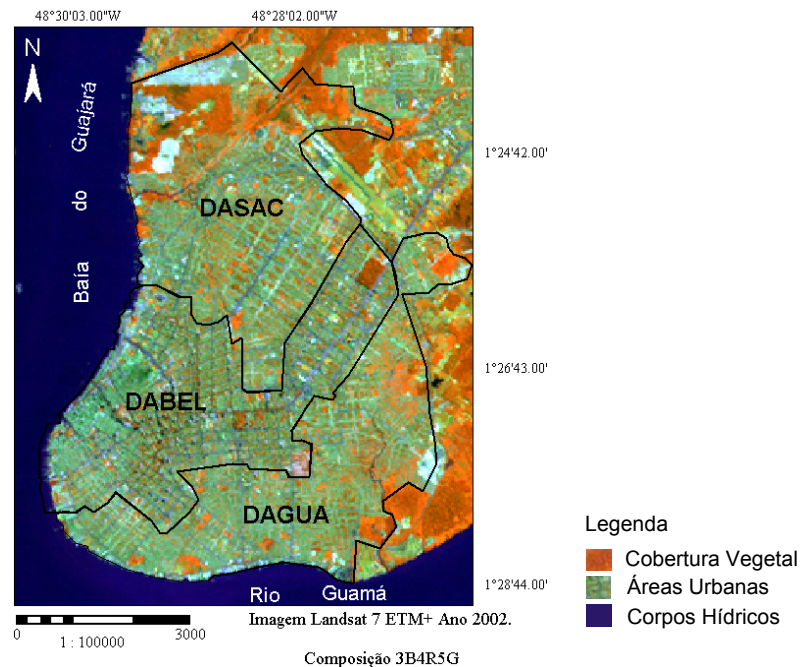 48°30'03.00"W
48°28'02.00"W
N
Baía do Guajará
1°24'42.00'
DASAC
1°26'43.00'
DABEL
DAGUA
1°28'44.00'
Rio Guamá
Legenda
Cobertura Vegetal
Áreas Urbanas
Corpos Hídricos
0 3000
1 : 100000
Imagem Landsat 7 ETM+ Ano 2002.
Composição 3B4R5G